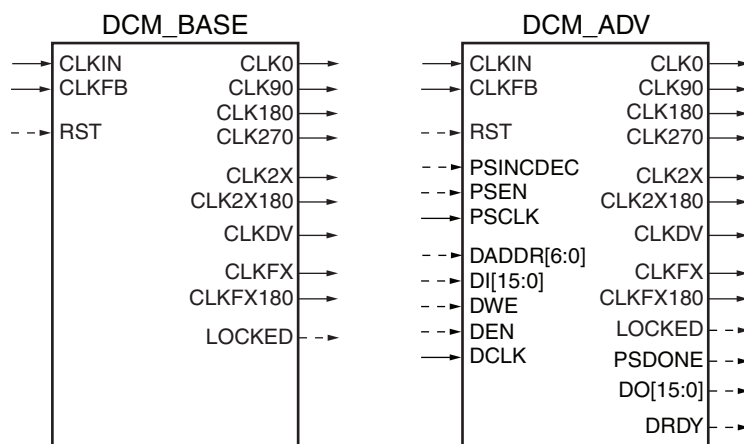 DCM_BASE
CLKIN
CLKFB
RST
CLK0
CLK90
CLK180
CLK270
CLK2X
CLK2X180
CLKDV
CLKFX
CLKFX180
LOCKED
DCM_ADV
CLKIN
CLKFB
RST
PSINCDEC
PSEN
PSCLK
DADDR[6:0]
DI[15:0]
DWE
DEN
DCLK
CLK0
CLK90
CLK180
CLK270
CLK2X
CLK2X180
CLKDV
CLKFX
CLKFX180
LOCKED
PSDONE
DO[15:0]
DRDY